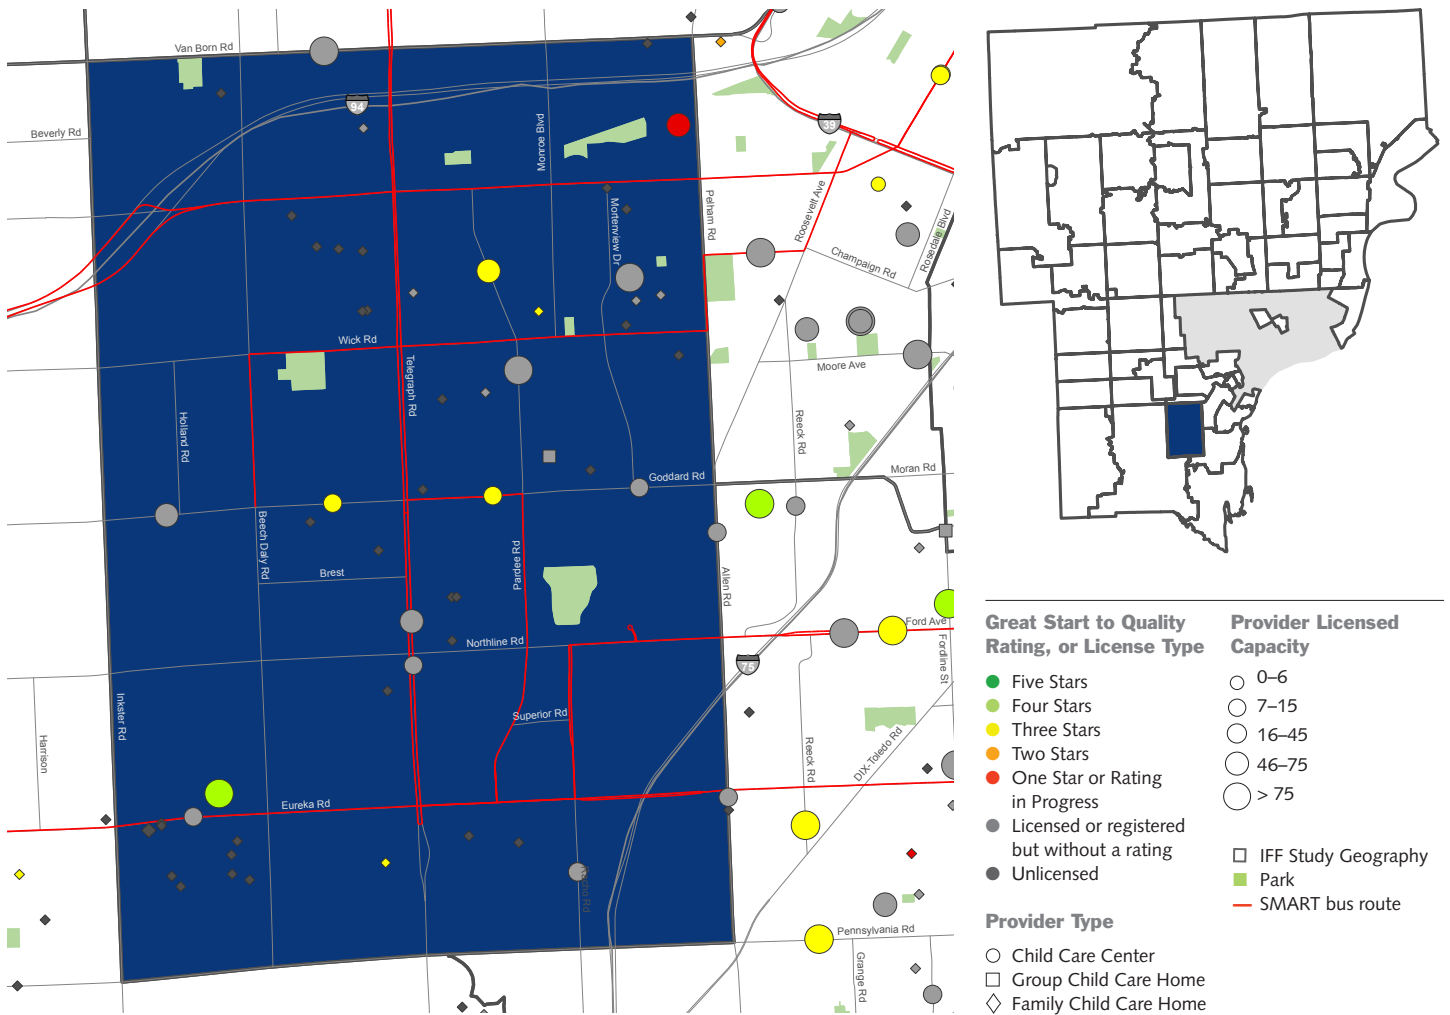 Van Born Rd
94
Beverly Rd
Monroe Blvd
39
Pelham Rd
Roosevelt Ave
Mortenview Dr
Rosedale Blvd
Champaign Rd
Wick Rd
Telegraph Rd
Moore Ave
Holland Rd
Reeck Rd
Goddard Rd
Moran Rd
Beech Daly Rd
Pardee Rd
Brest
Allen Rd
Ford Ave
Northline Rd
75
Fordline St
Inkster Rd
Superior Rd
Harrison
Reeck Rd
DIX-Toledo Rd
Eureka Rd
Pennsylvania Rd
Grange Rd
Great Start to Quality
Rating, or License Type
Five Stars
Four Stars
Three Stars
Two Stars
One Star or Rating
in Progress
Licensed or registered
but without a rating
Unlicensed
Provider Type
Child Care Center
Group Child Care Home
Family Child Care Home
Provider Licensed
Capacity
0–6
7–15
16–45
46–75
> 75
IFF Study Geography
Park
SMART bus route